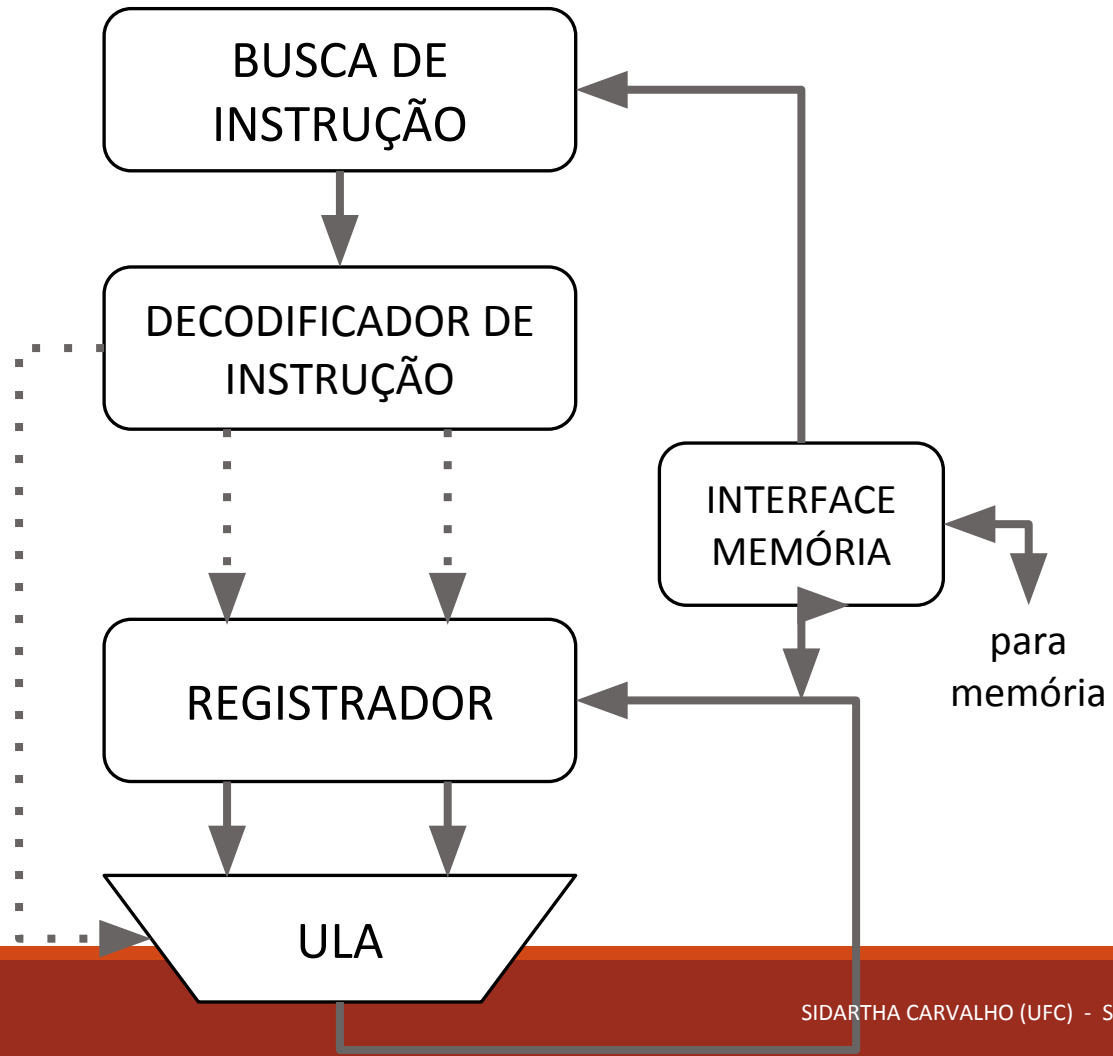 BUSCA DE
INSTRUÇÃO
DECODIFICADOR DE
INSTRUÇÃO
INTERFACE
MEMÓRIA
para
memória
REGISTRADOR
ULA
SIDARTHA CARVALHO (UFC) - S